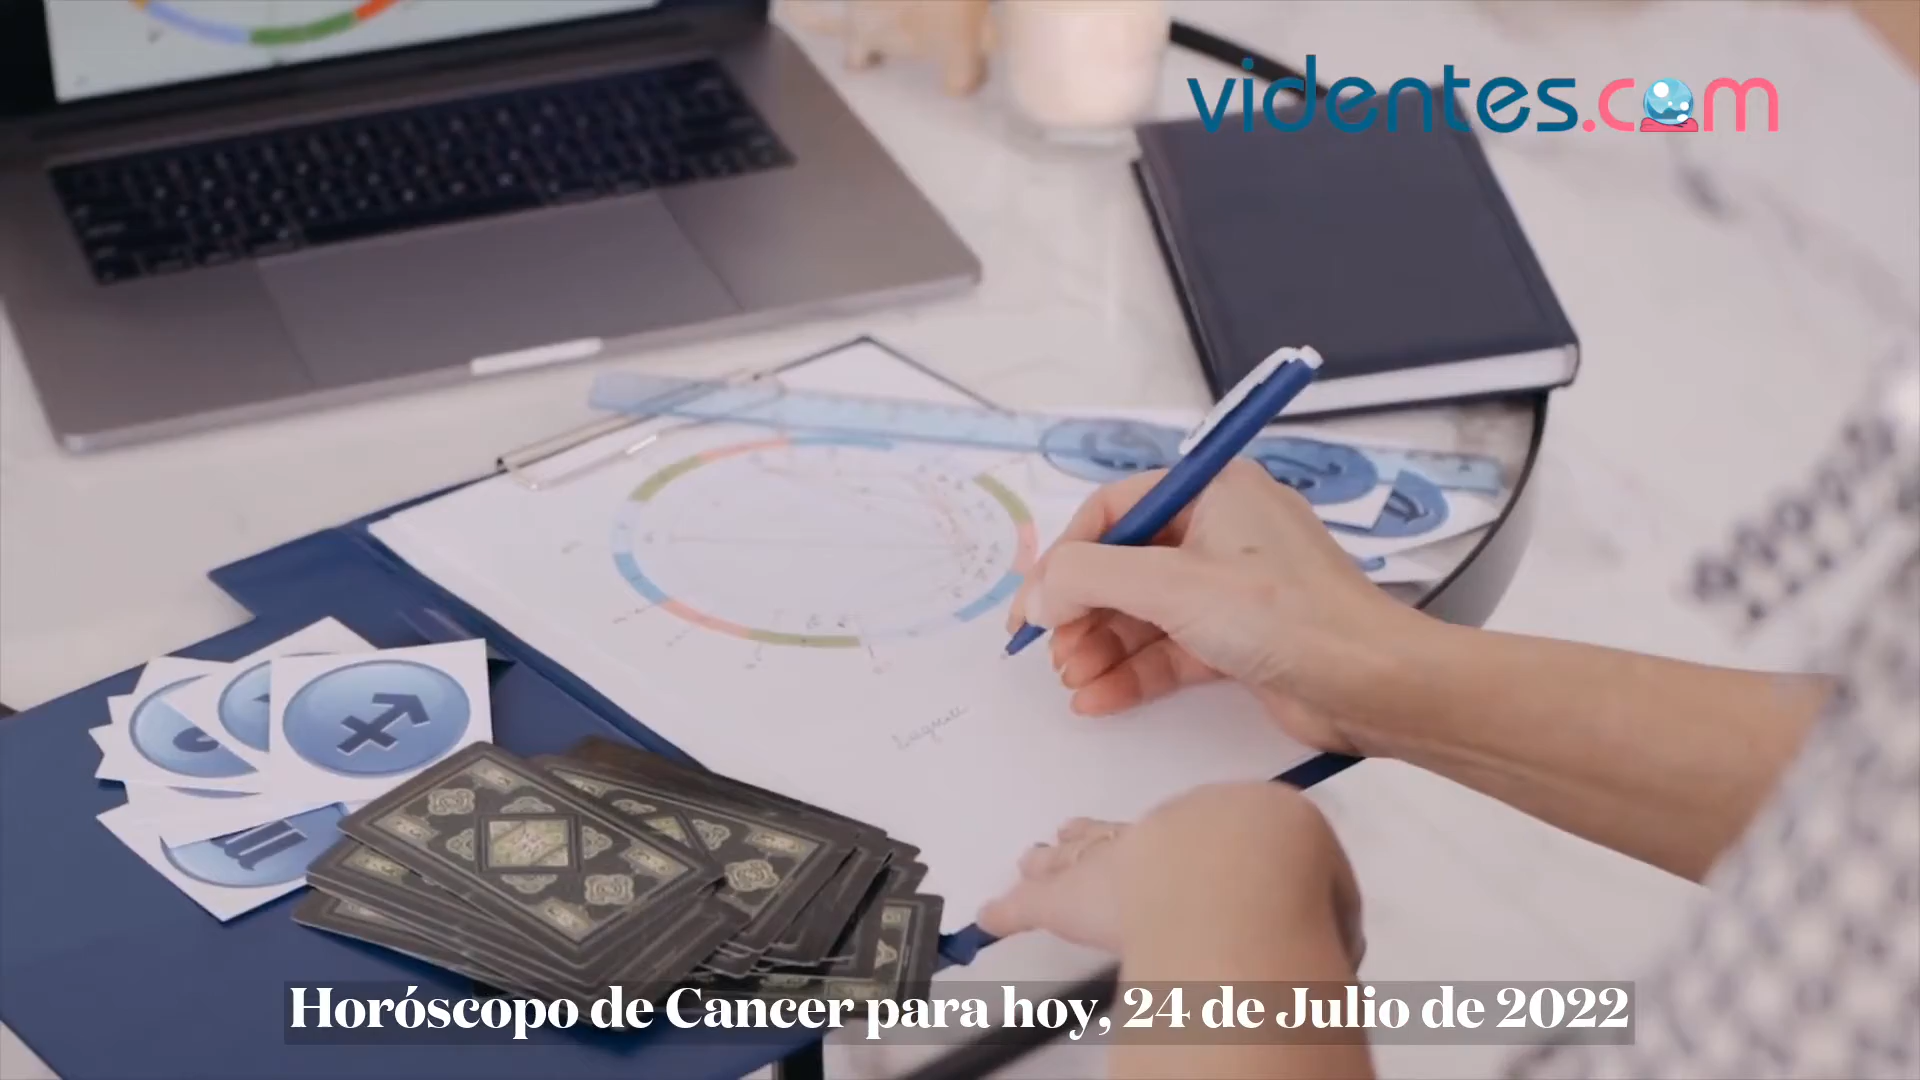 videntes.com
Horóscopo de Cancer para hoy, 24 de Julio de 2022